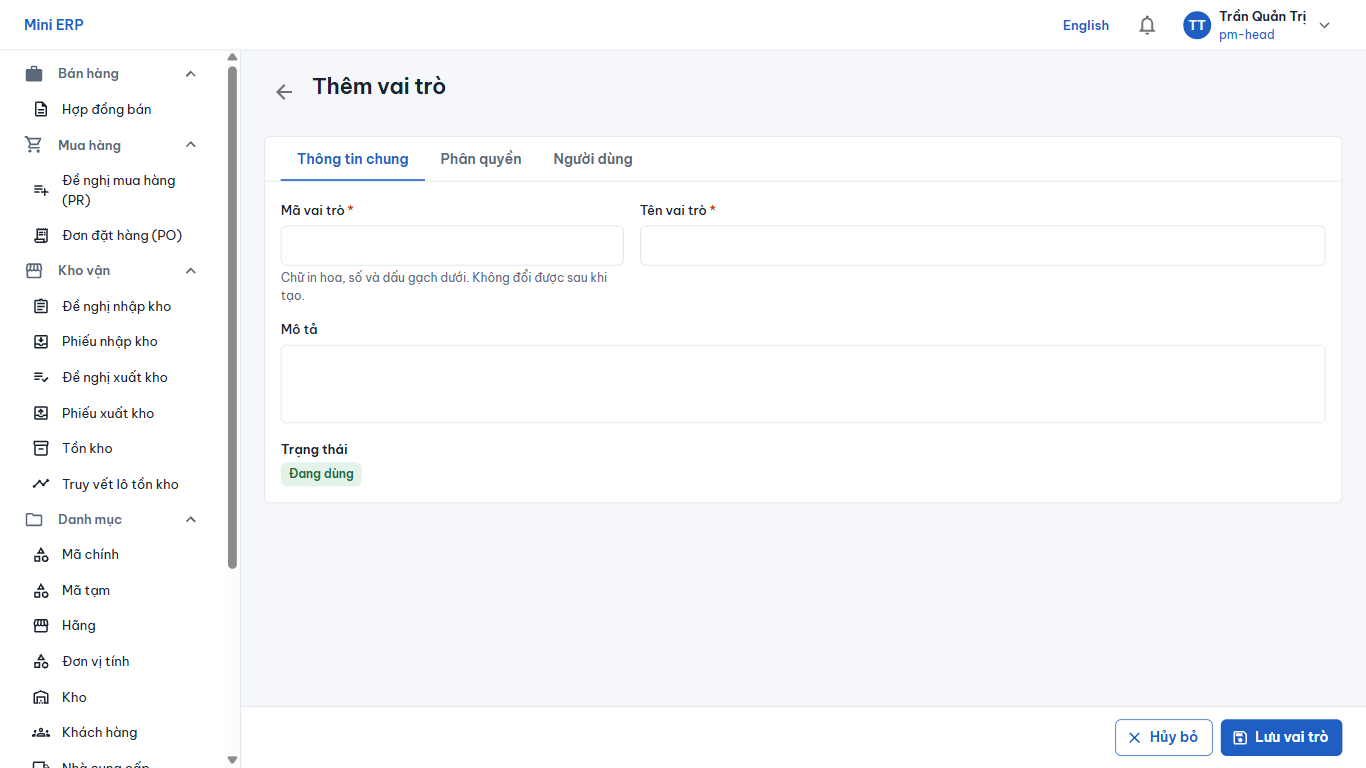 Mini ERP
English
TT
Trần Quản Trị
pm-head
Bán hàng
Hợp đồng bán
Mua hàng
Đề nghị mua hàng
(PR)
Đơn đặt hàng (PO)
Kho vận
Đề nghị nhập kho
Phiếu nhập kho
Đề nghị xuất kho
Phiếu xuất kho
Tồn kho
Truy vết lô tồn kho
Danh mục
Mã chính
Mã tạm
Hãng
Đơn vị tính
Kho
Khách hàng
Nhà cung cấp
Thêm vai trò
Thông tin chung
Phân quyền
Người dùng
Mã vai trò *
Tên vai trò *
Chữ in hoa, số và dấu gạch dưới. Không đổi được sau khi
tạo.
Mô tả
Trạng thái
Đang dùng
Hủy bỏ
Lưu vai trò